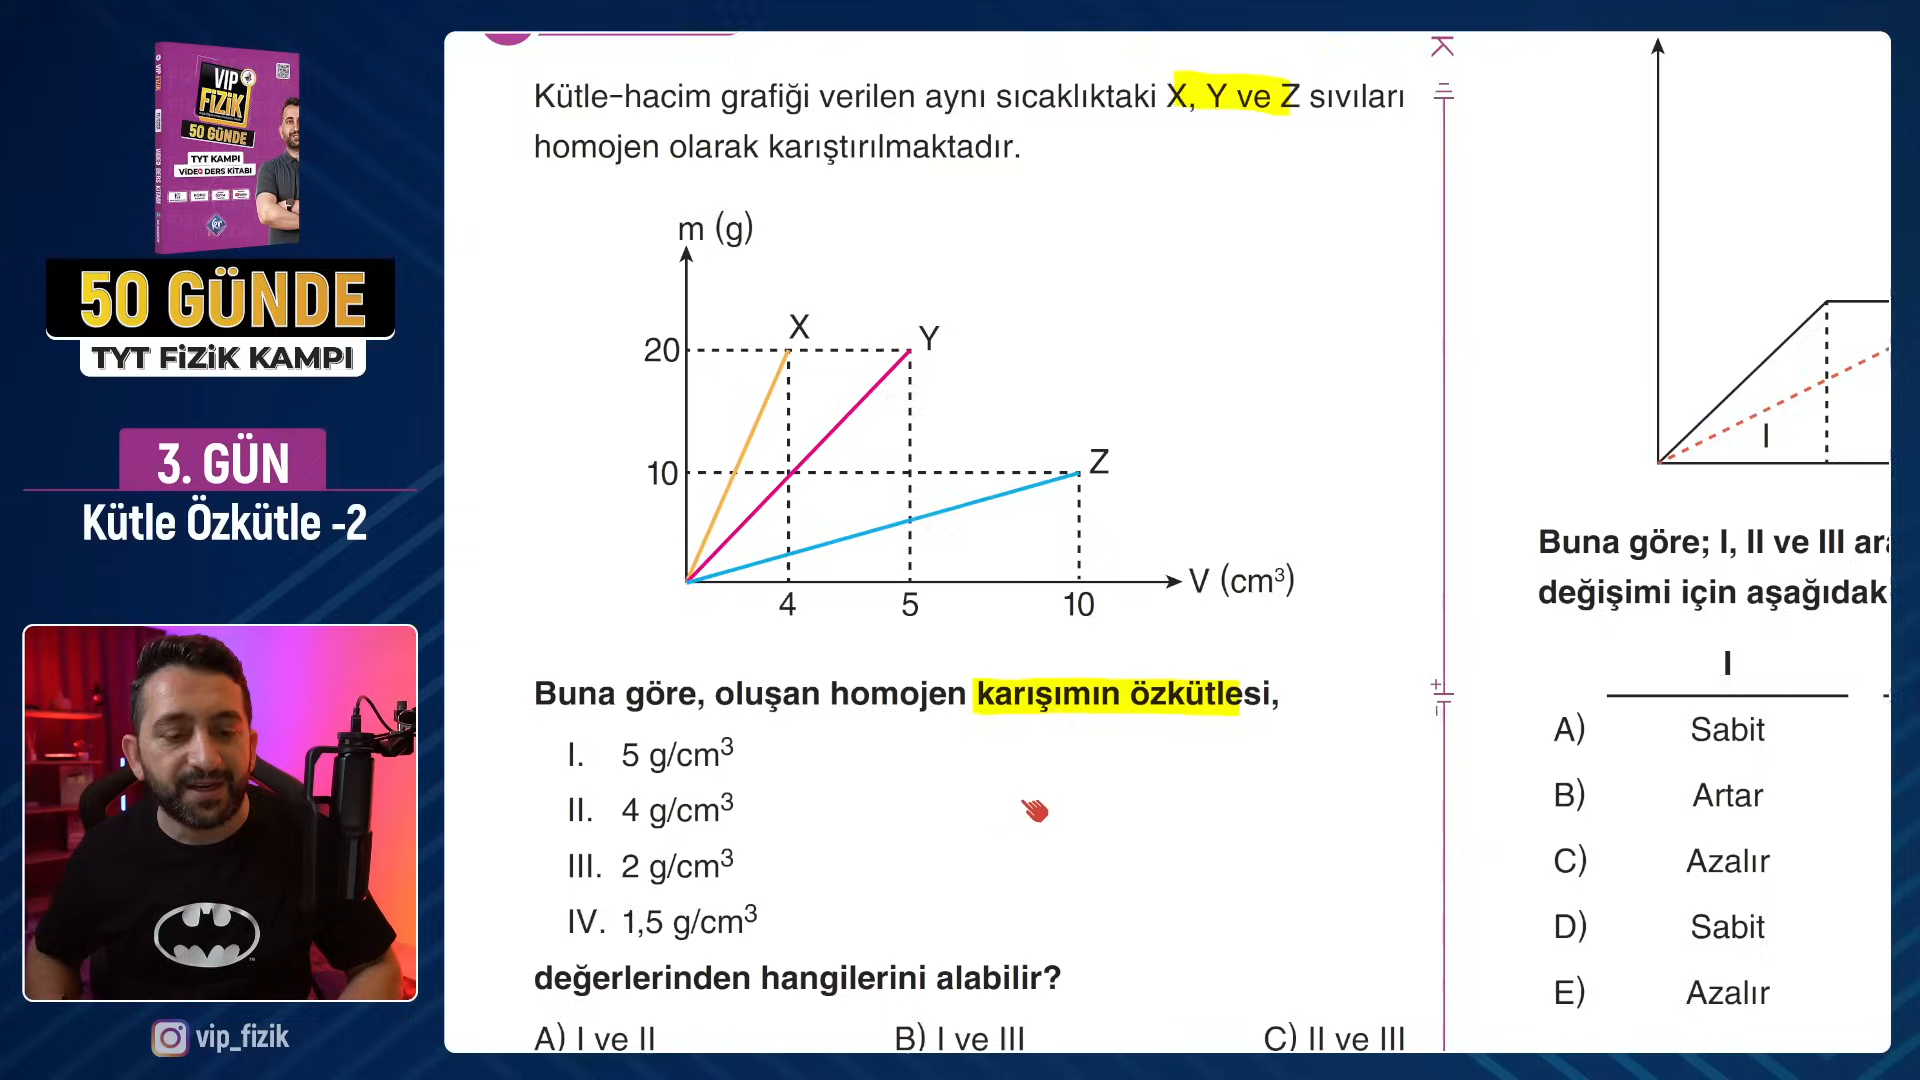 VIP
FİZİK
50 GÜNDE
TYT KAMPI
VİDEO DERS KİTABI
50 GÜNDE
TYT FİZİK KAMPI
3. GÜN
Kütle Özkütle -2
vip_fizik
Kütle-hacim grafiği verilen aynı sıcaklıktaki X, Y ve Z sıvıları
homojen olarak karıştırılmaktadır.
m (g)
X
Y
20
10
Z
V (cm³)
4
5
10
Buna göre, oluşan homojen karışımın özkütlesi,
I. 5 g/cm³
II. 4 g/cm³
III. 2 g/cm³
IV. 1,5 g/cm³
değerlerinden hangilerini alabilir?
A) I ve II
B) I ve III
C) II ve III
K
I
Buna göre; I, II ve III ara
değişimi için aşağıdak
I
A) Sabit
B) Artar
C) Azalır
D) Sabit
E) Azalır